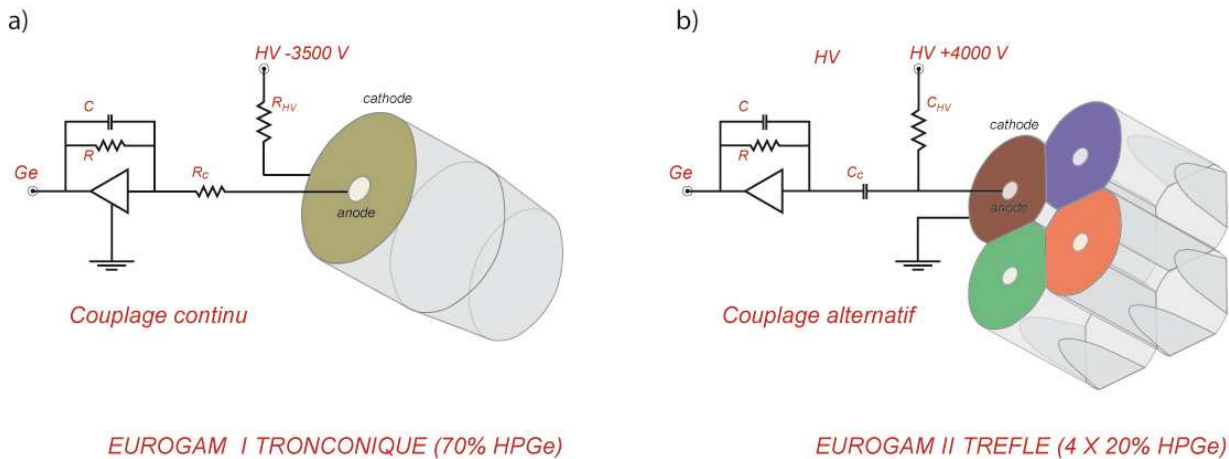 a)
HV -3500 V
C
R_HV
cathode
R
Ge
R_C
anode
Couplage continu
EUROGAM I TRONCONIQUE (70% HPGe)
b)
HV
HV +4000 V
C
C_HV
cathode
R
Ge
C_C
anode
Couplage alternatif
EUROGAM II TREFLE (4 X 20% HPGe)